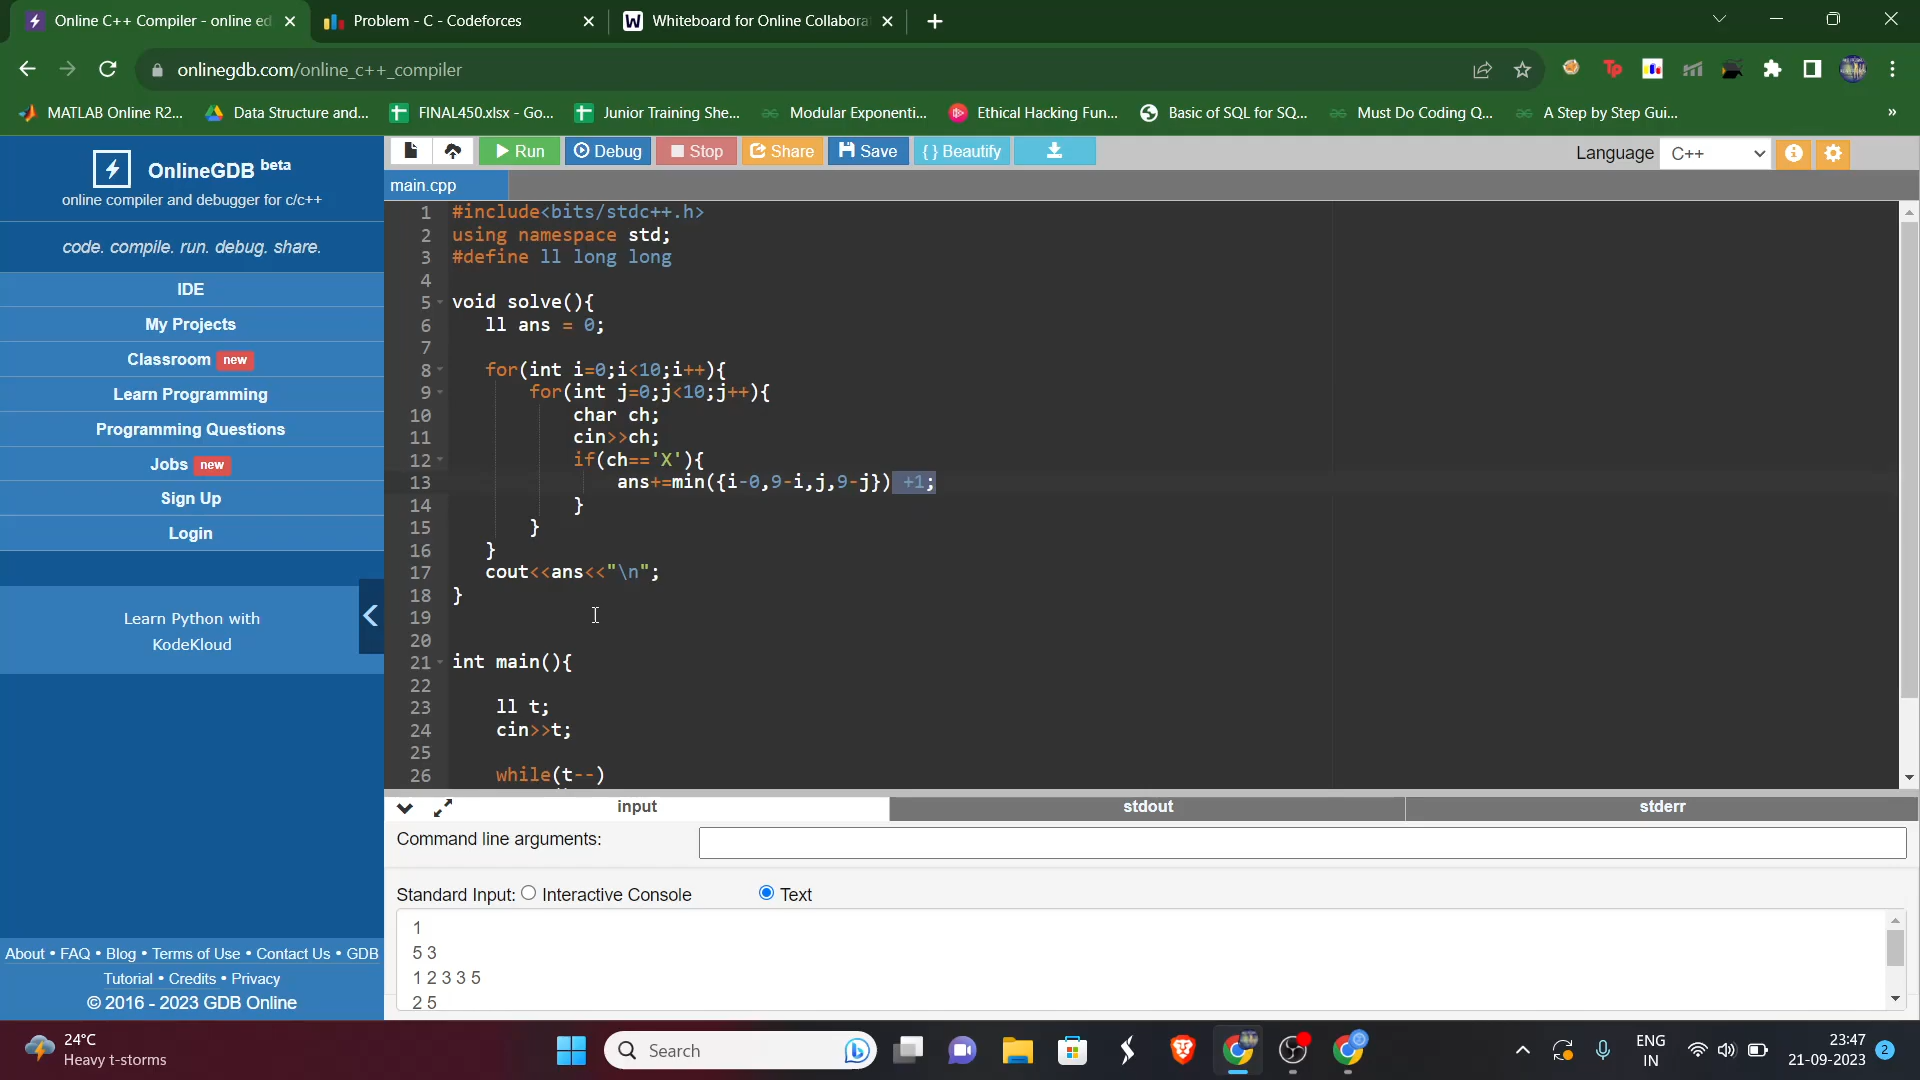 Online C++ Compiler - online ed
Problem - C - Codeforces
Whiteboard for Online Collabora
onlinegdb.com/online_c++_compiler
MATLAB Online R2...
Data Structure and...
FINAL450.xlsx - Go...
Junior Training She...
Modular Exponenti...
Ethical Hacking Fun...
Basic of SQL for SQ...
Must Do Coding Q...
A Step by Step Gui...
»
OnlineGDB beta
online compiler and debugger for c/c++
code. compile. run. debug. share.
IDE
My Projects
Classroom new
Learn Programming
Programming Questions
Jobs new
Sign Up
Login
Learn Python with
KodeKloud
About • FAQ • Blog • Terms of Use • Contact Us • GDB
Tutorial • Credits • Privacy
© 2016 - 2023 GDB Online
Run
Debug
Stop
Share
Save
{ } Beautify
Language C++
main.cpp
1 #include<bits/stdc++.h>
2 using namespace std;
3 #define ll long long
4
5 void solve(){
6 ll ans = 0;
7
8 for(int i=0;i<10;i++){
9 for(int j=0;j<10;j++){
10 char ch;
11 cin>>ch;
12 if(ch=='X'){
13 ans+=min({i-0,9-i,j,9-j}) +1;
14 }
15 }
16 }
17 cout<<ans<<"\n";
18 }
19
20
21 int main(){
22
23 ll t;
24 cin>>t;
25
26 while(t--)
input
stdout
stderr
Command line arguments:
Standard Input: Interactive Console Text
1
5 3
1 2 3 3 5
2 5
24°C
Heavy t-storms
Search
ENG
IN
23:47
21-09-2023
2